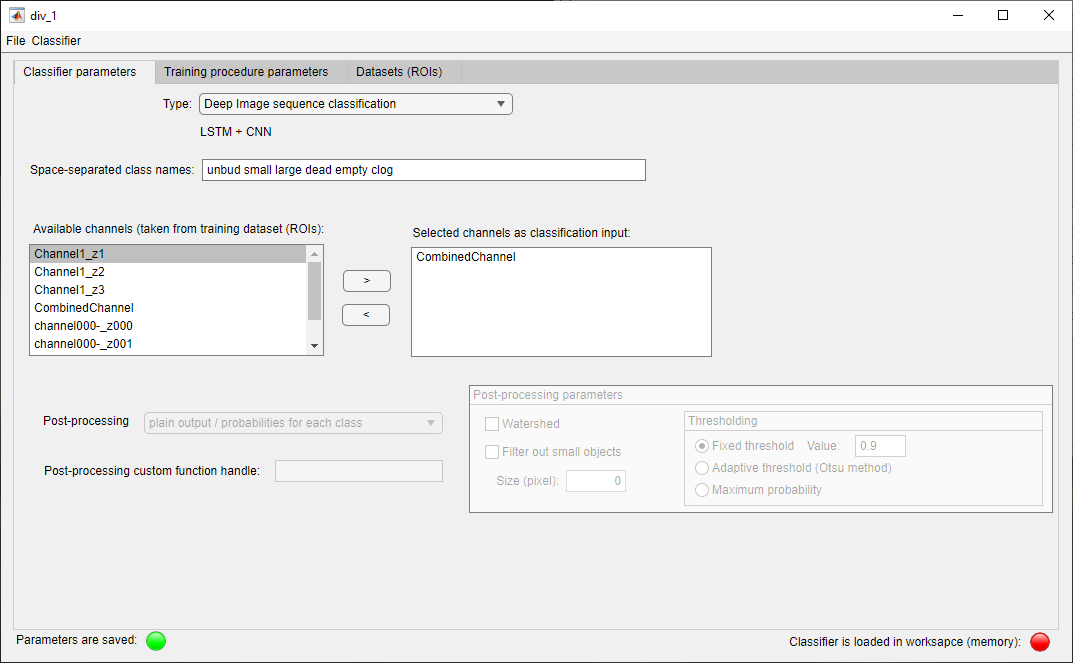 div_1
File Classifier
Classifier parameters Training procedure parameters Datasets (ROIs)
Type: Deep Image sequence classification
LSTM + CNN
Space-separated class names: unbud small large dead empty clog
Available channels (taken from training dataset (ROIs):
Selected channels as classification input:
Channel1_z1
Channel1_z2
Channel1_z3
CombinedChannel
channel000-_z000
channel000-_z001
>
<
CombinedChannel
Post-processing plain output / probabilities for each class
Post-processing custom function handle:
Post-processing parameters
Watershed
Filter out small objects
Size (pixel): 0
Thresholding
Fixed threshold Value: 0.9
Adaptive threshold (Otsu method)
Maximum probability
Parameters are saved:
Classifier is loaded in worksapce (memory):